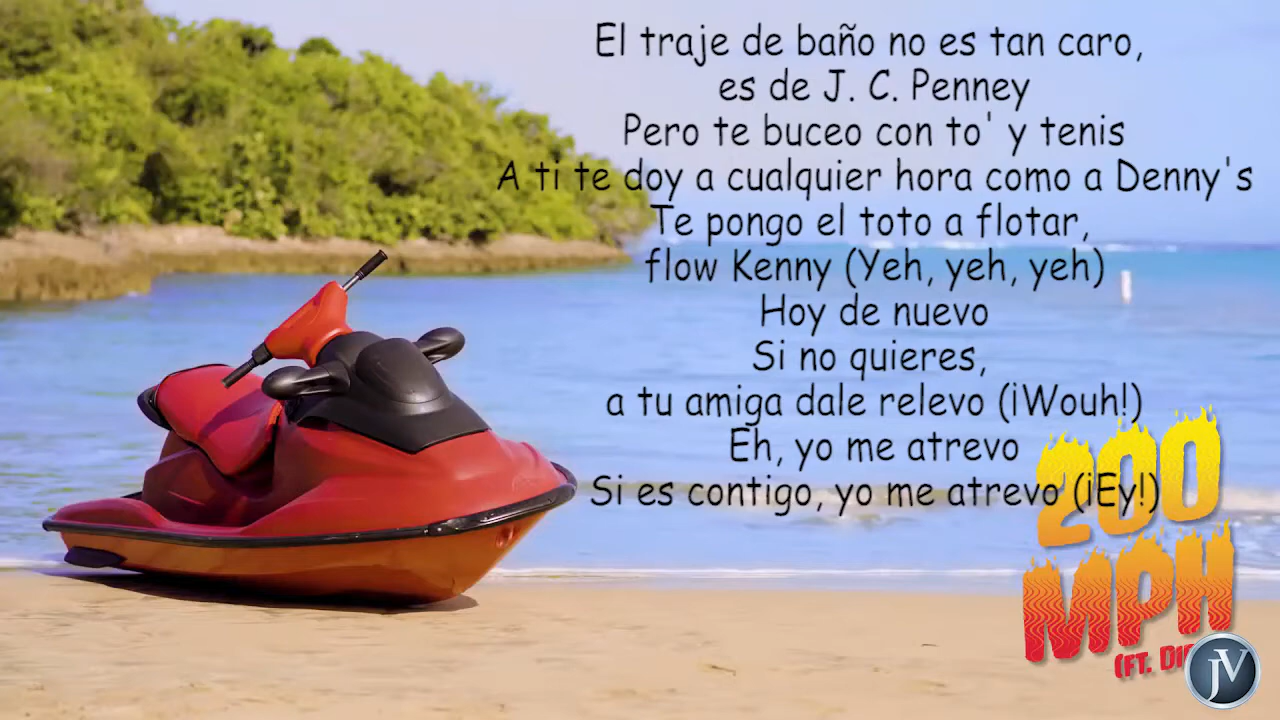 El traje de baño no es tan caro,
es de J. C. Penney
Pero te buceo con to' y tenis
A ti te doy a cualquier hora como a Denny's
Te pongo el toto a flotar,
flow Kenny (Yeh, yeh, yeh)
Hoy de nuevo
Si no quieres,
a tu amiga dale relevo (¡Wouh!)
Eh, yo me atrevo
Si es contigo, yo me atrevo (¡Ey!)
200
MPH
(FT.
JV